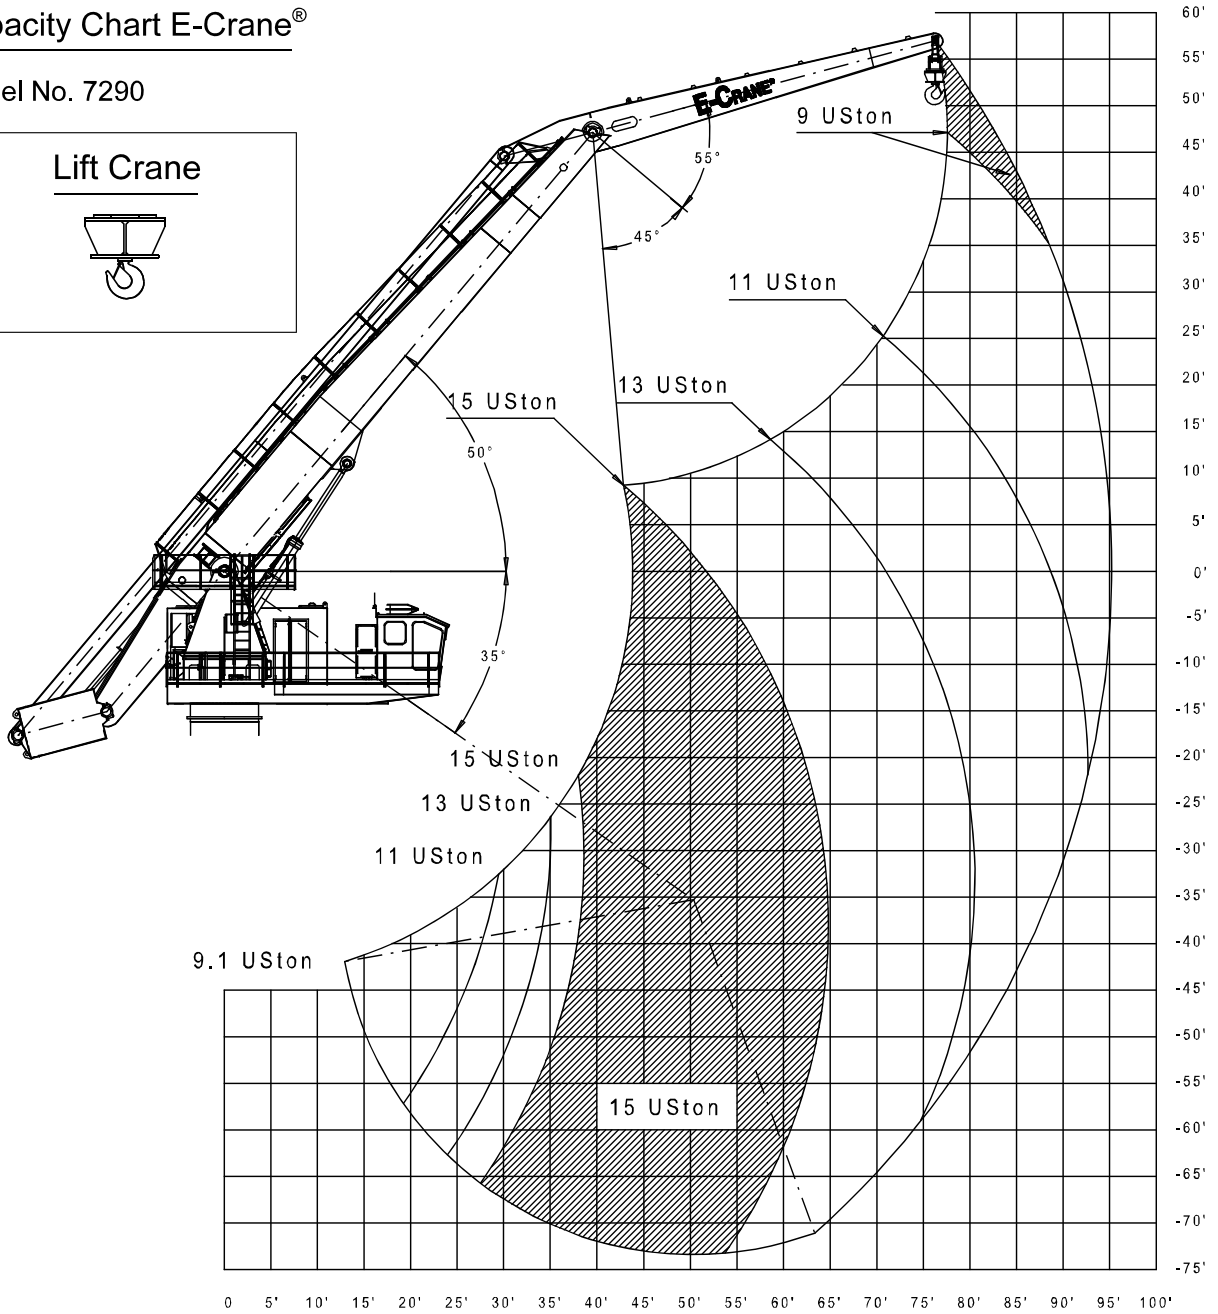 pacity Chart E-Crane®
el No. 7290
Lift Crane
E-CRANE
9 USton
55°
45°
11 USton
13 USton
15 USton
50°
35°
15 USton
13 USton
11 USton
9.1 USton
15 USton
60'
55'
50'
45'
40'
35'
30'
25'
20'
15'
10'
5'
0'
-5'
-10'
-15'
-20'
-25'
-30'
-35'
-40'
-45'
-50'
-55'
-60'
-65'
-70'
-75'
0 5' 10' 15' 20' 25' 30' 35' 40' 45' 50' 55' 60' 65' 70' 75' 80' 85' 90' 95' 100'